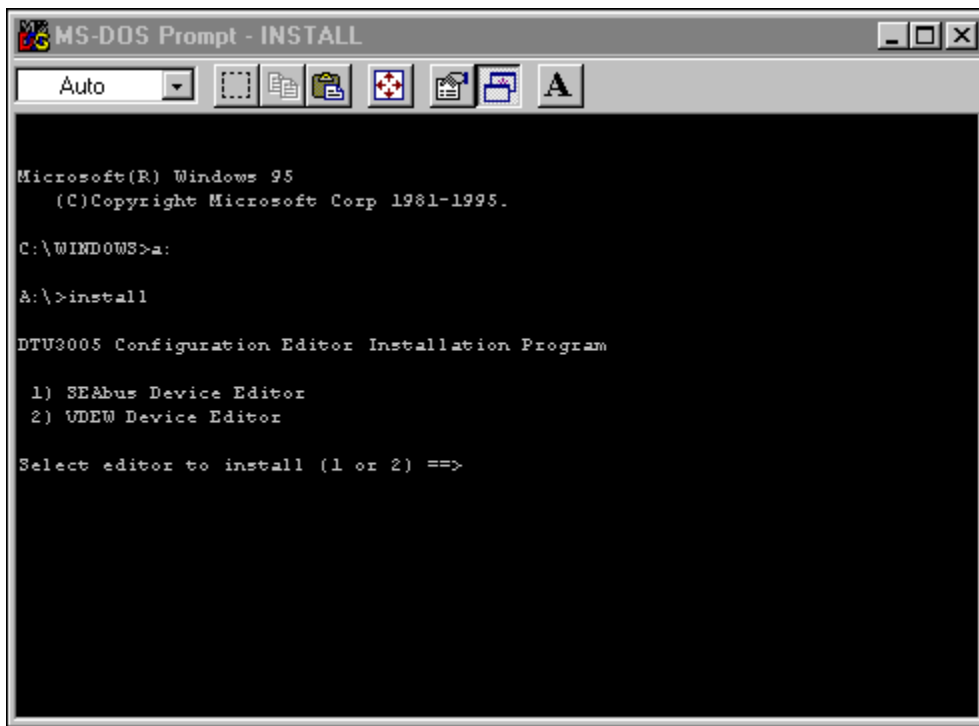 MS-DOS Prompt - INSTALL
Auto
A
Microsoft(R) Windows 95
(C)Copyright Microsoft Corp 1981-1995.
C:\WINDOWS>a:
A:\>install
DTU3005 Configuration Editor Installation Program
1) SEAbus Device Editor
2) VDEW Device Editor
Select editor to install (1 or 2) ==>